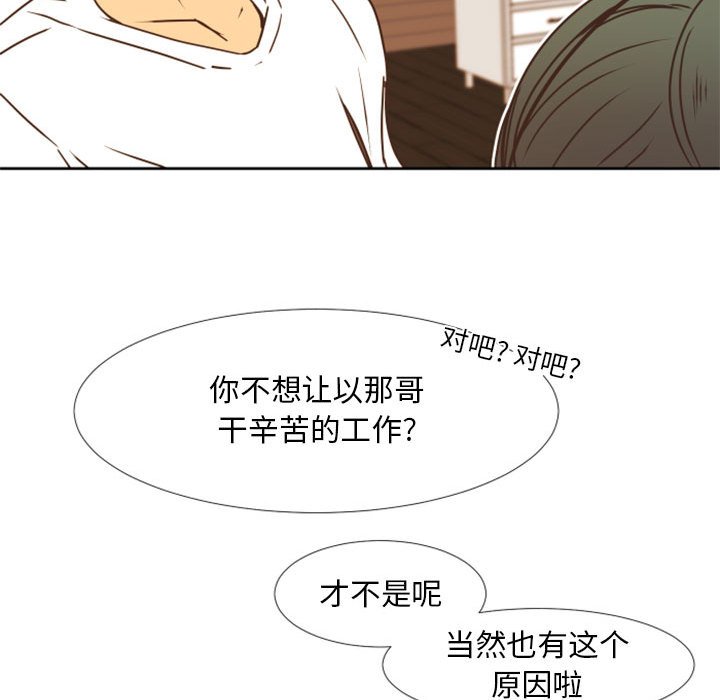 对吧?对吧?
你不想让以那哥
干辛苦的工作?
才不是呢
当然也有这个
原因啦